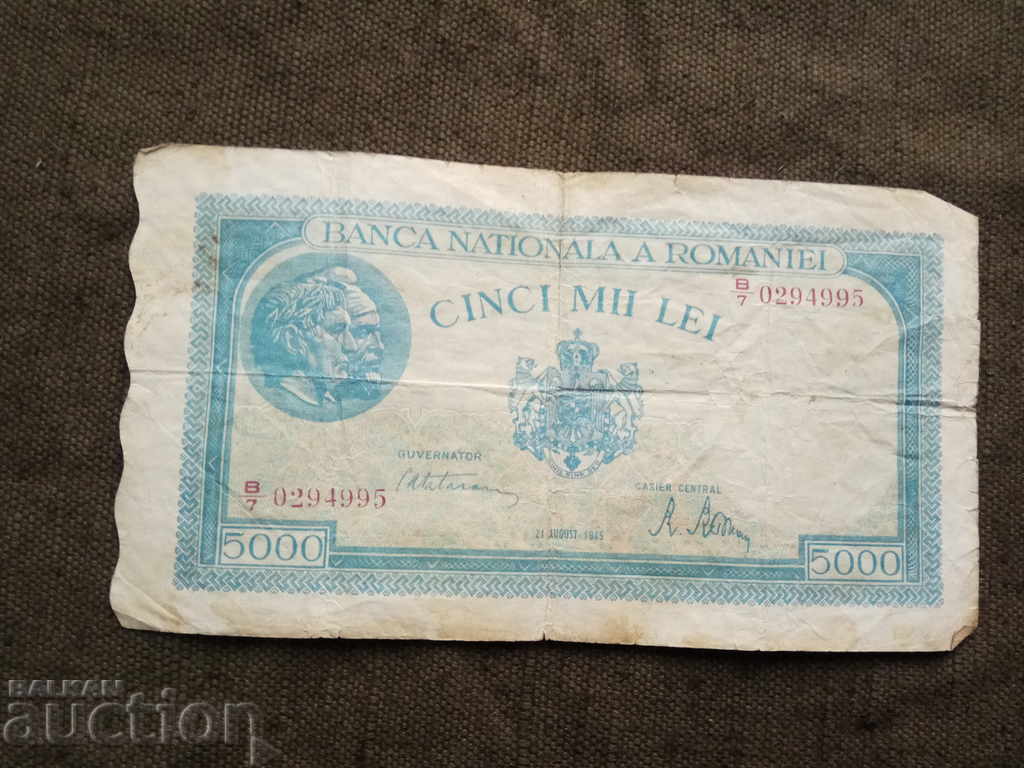 BANCA NATIONALA A ROMANIEI
B/7 0294995
CINCI MII LEI
GUVERNATOR
CASIER CENTRAL
B/7 0294995
21 AUGUST 1945
5000
5000
BALKAN
auction